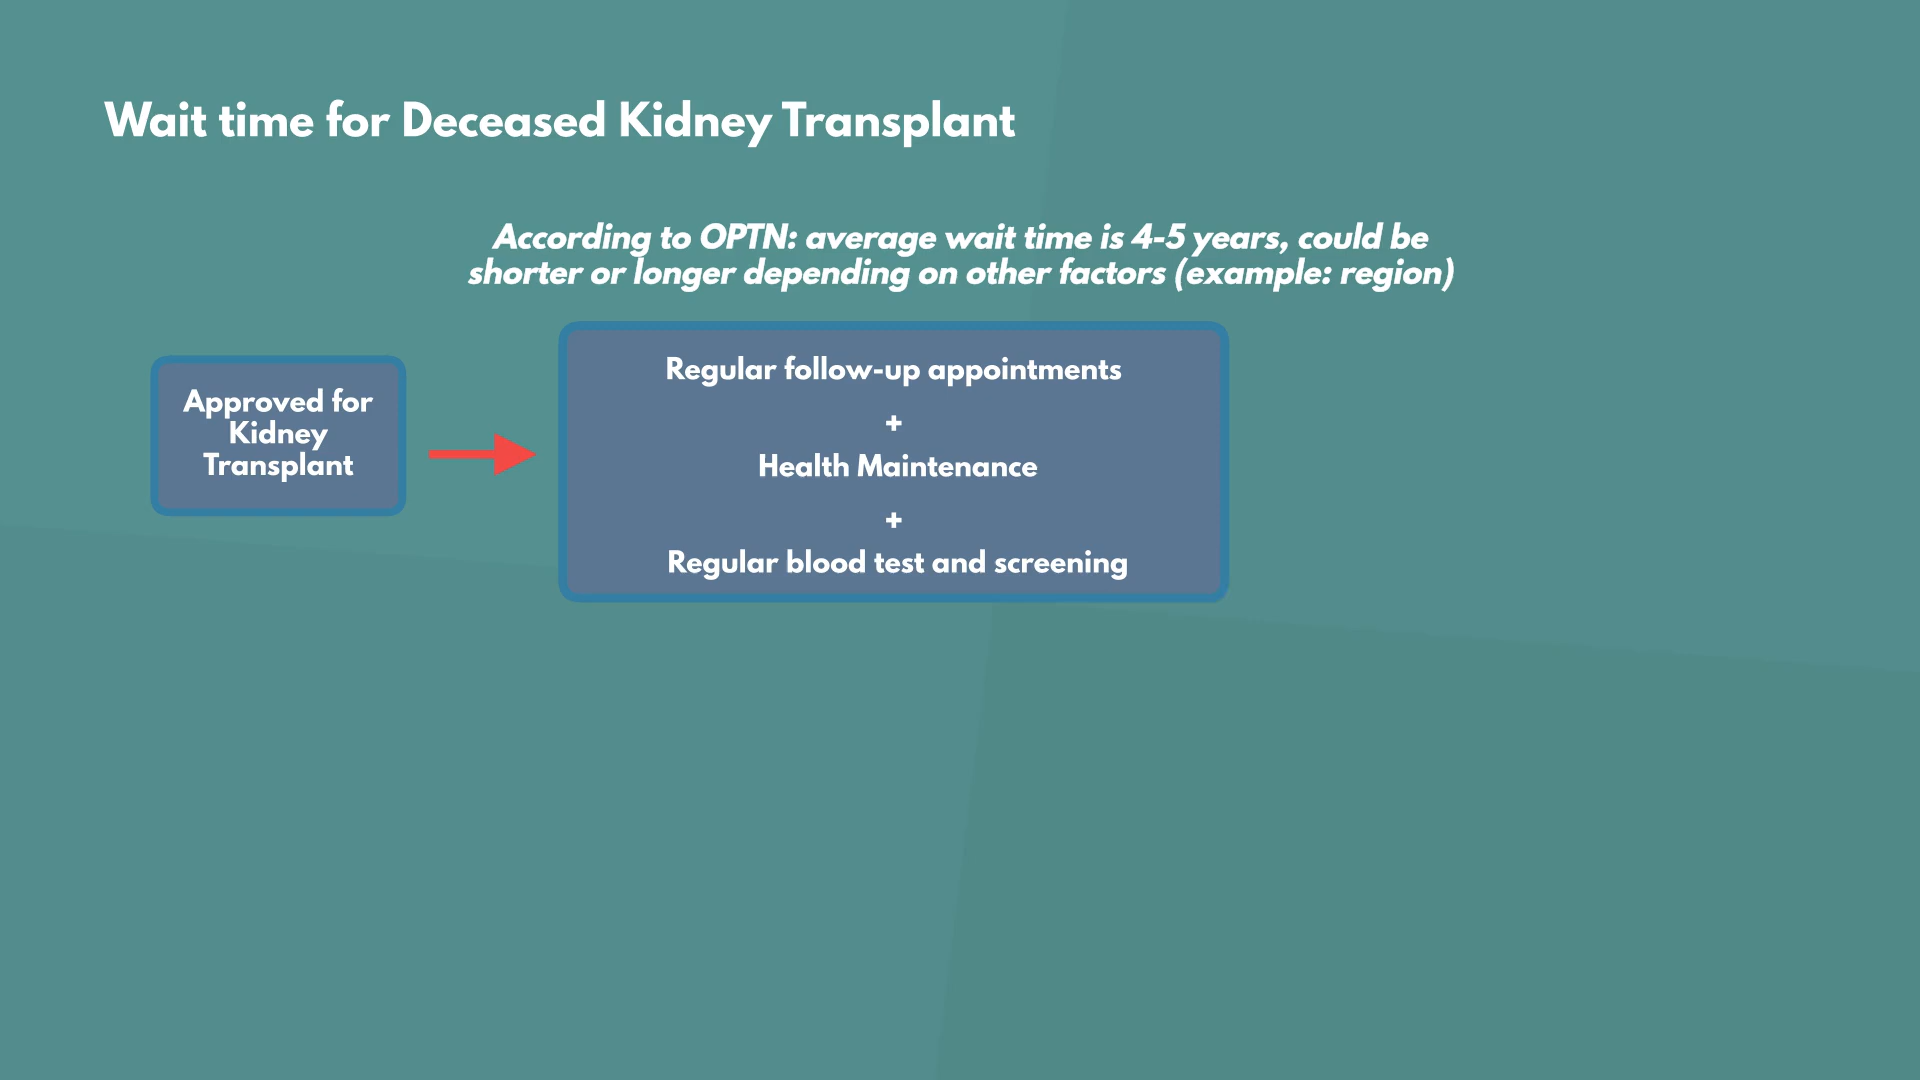 Wait time for Deceased Kidney Transplant
According to OPTN: average wait time is 4-5 years, could be
shorter or longer depending on other factors (example: region)
Approved for
Kidney
Transplant
Regular follow-up appointments
+
Health Maintenance
+
Regular blood test and screening